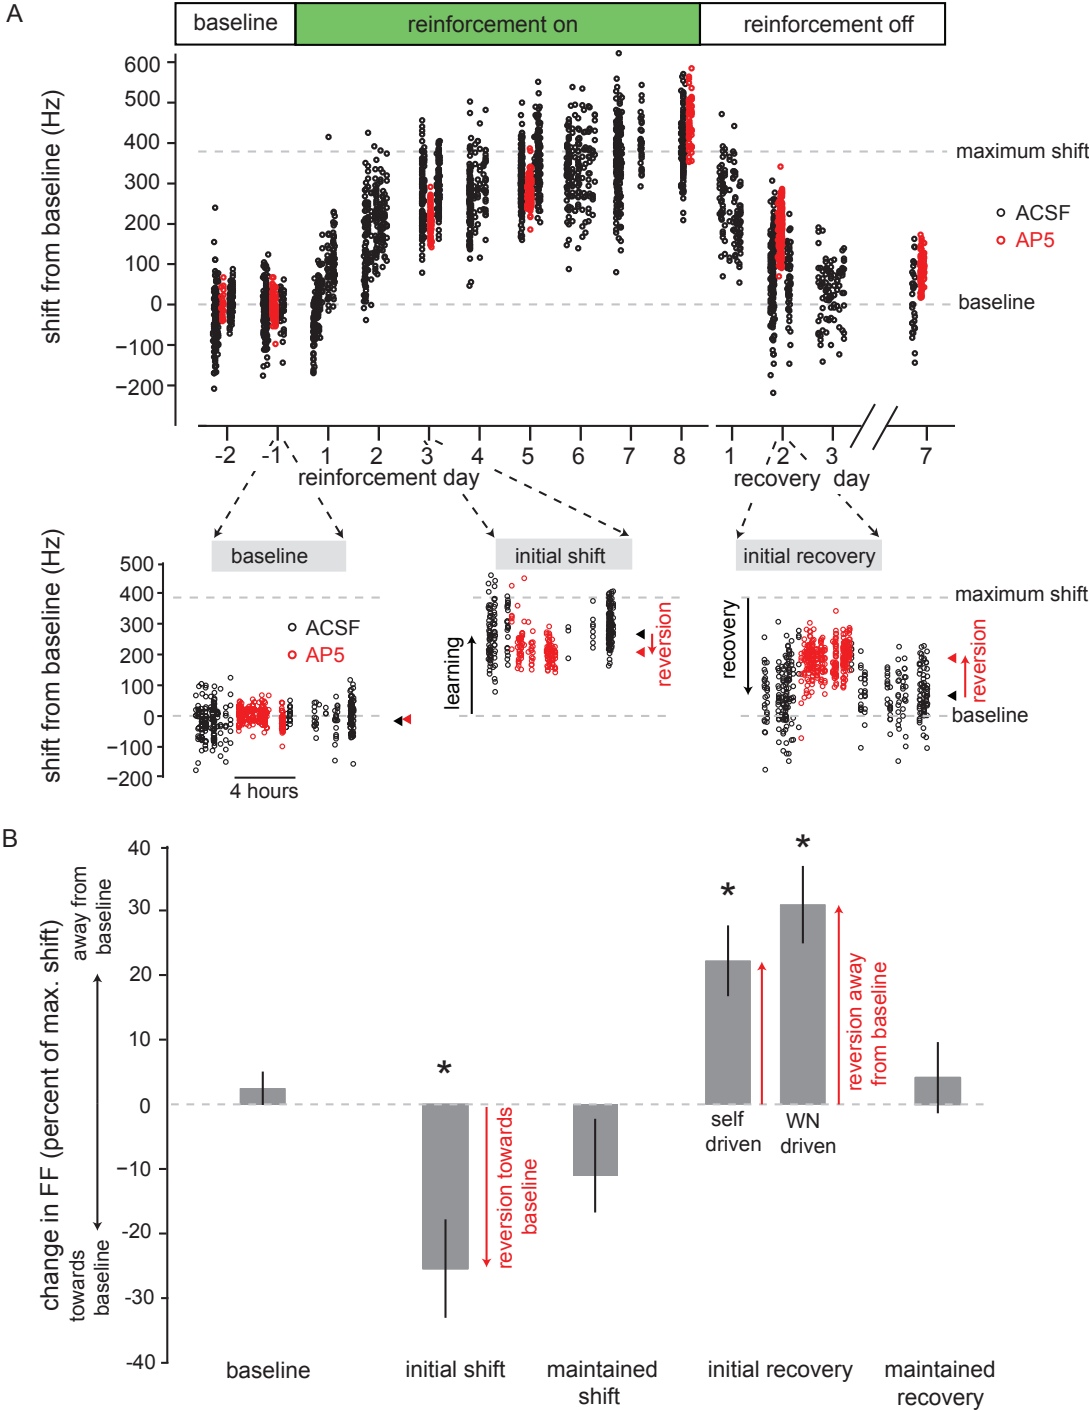 A
baseline
reinforcement on
reinforcement off
shift from baseline (Hz)
600
500
400
300
200
100
0
−100
−200
maximum shift
ACSF
AP5
baseline
-2
-1
1
2
3
4
5
6
7
8
1
2
3
7
reinforcement day
recovery day
shift from baseline (Hz)
baseline
initial shift
initial recovery
500
400
300
200
100
0
−100
−200
ACSF
AP5
4 hours
learning
reversion
recovery
reversion
maximum shift
baseline
B
change in FF (percent of max. shift)
away from
baseline
towards
baseline
40
30
20
10
0
−10
-20
-30
-40
*
*
*
reversion towards
baseline
self
driven
WN
driven
reversion away
from baseline
baseline
initial shift
maintained
shift
initial recovery
maintained
recovery